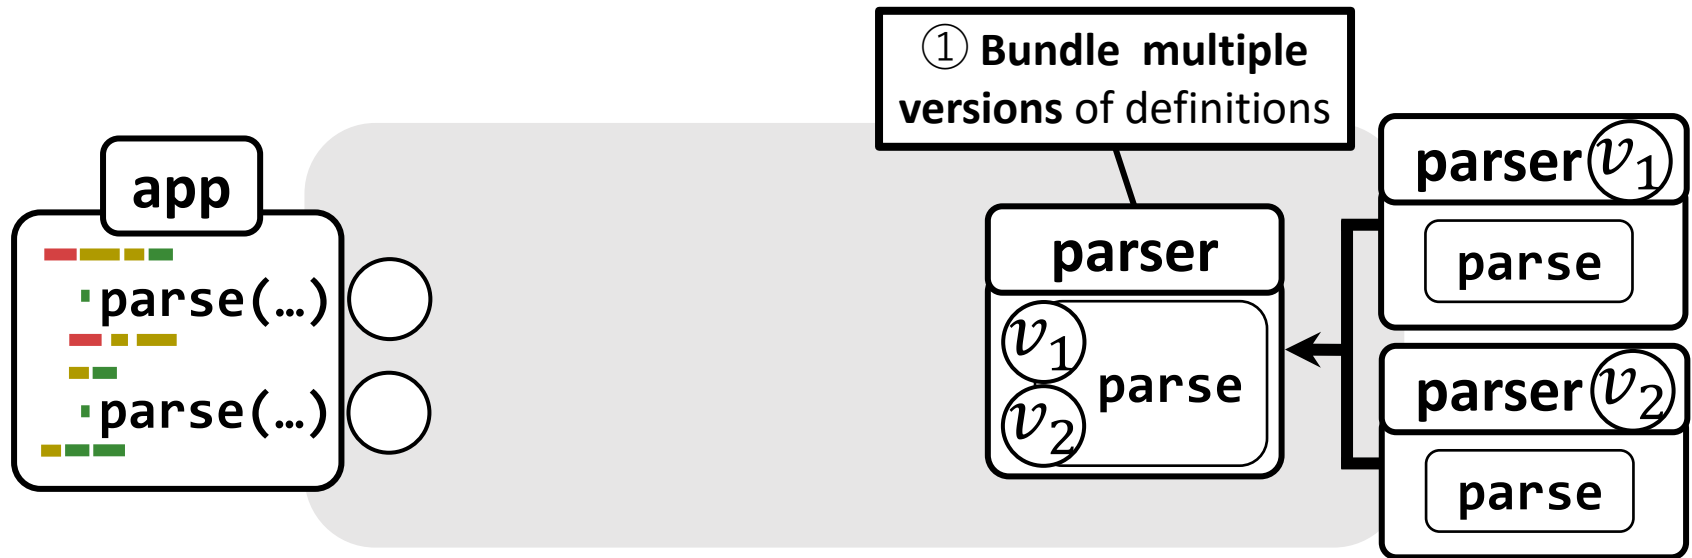 ① Bundle multiple
versions of definitions
app
parse(…)
parse(…)
parser
v₁
v₂
parse
parser v₁
parse
parser v₂
parse